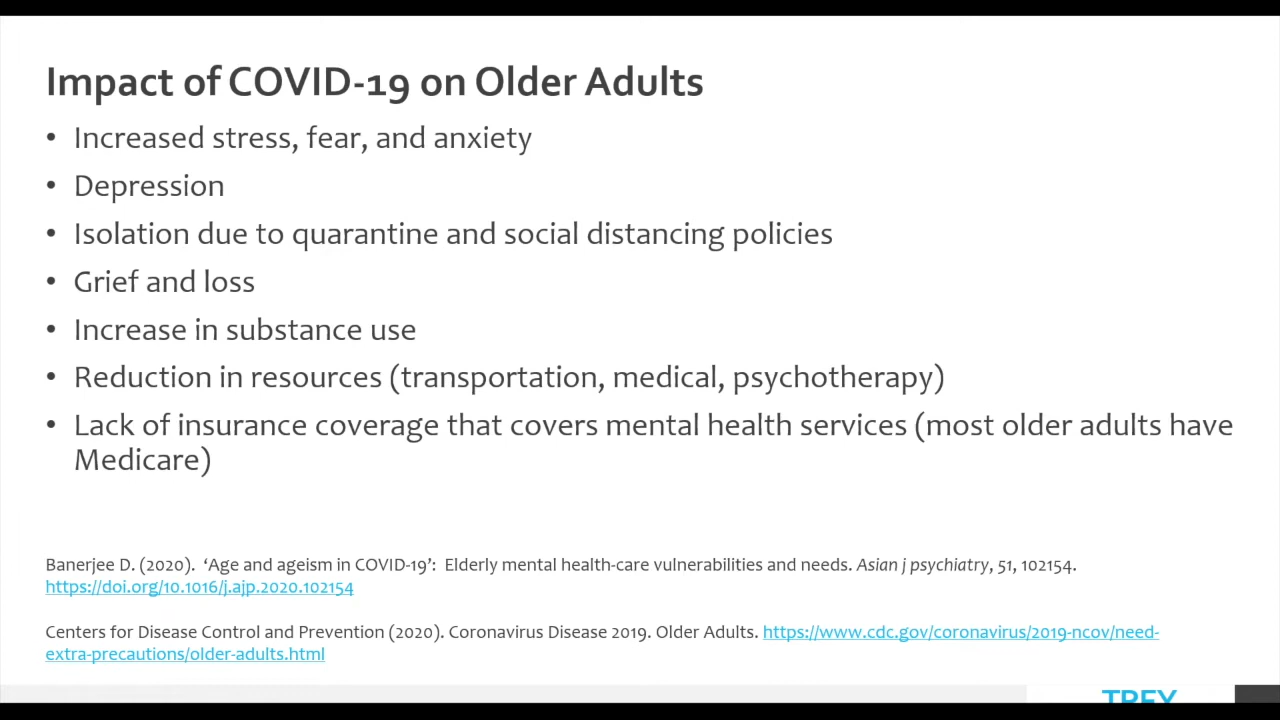 Impact of COVID-19 on Older Adults
• Increased stress, fear, and anxiety
• Depression
• Isolation due to quarantine and social distancing policies
• Grief and loss
• Increase in substance use
• Reduction in resources (transportation, medical, psychotherapy)
• Lack of insurance coverage that covers mental health services (most older adults have
Medicare)
Banerjee D. (2020).  ‘Age and ageism in COVID-19’:  Elderly mental health-care vulnerabilities and needs. Asian j psychiatry, 51, 102154.
https://doi.org/10.1016/j.ajp.2020.102154
Centers for Disease Control and Prevention (2020). Coronavirus Disease 2019. Older Adults. https://www.cdc.gov/coronavirus/2019-ncov/need-
extra-precautions/older-adults.html